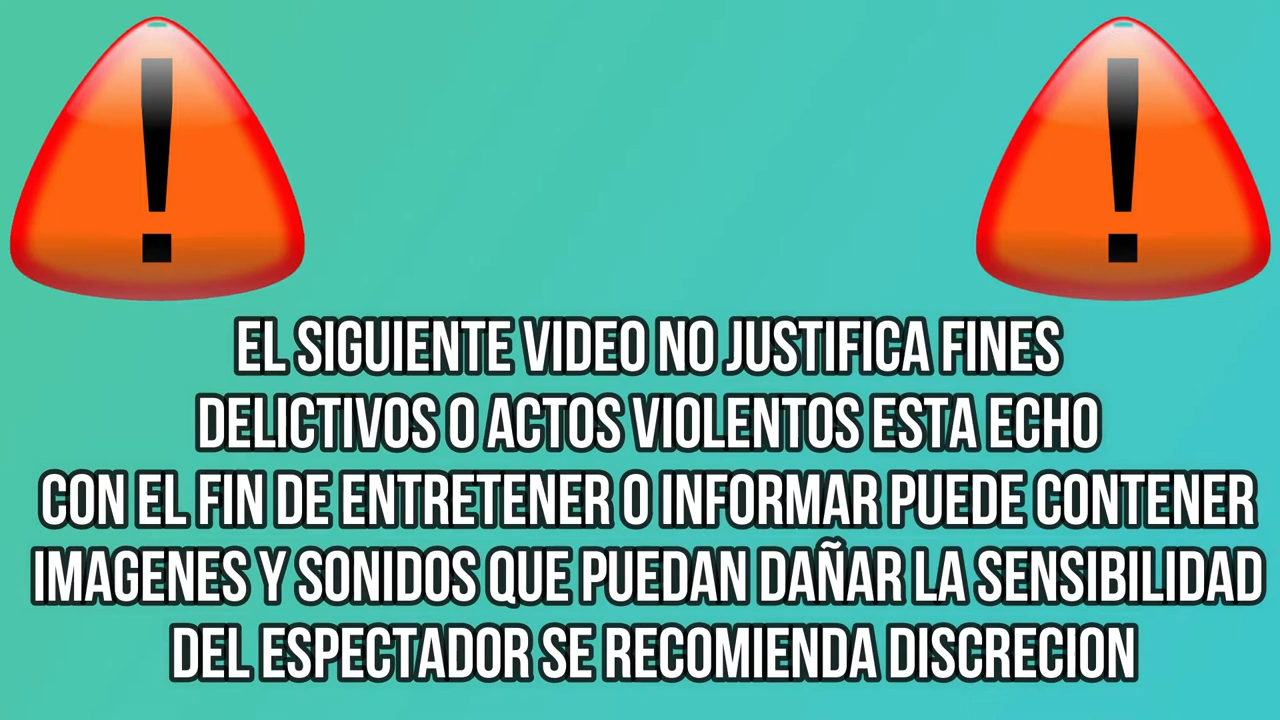 EL SIGUIENTE VIDEO NO JUSTIFICA FINES
DELICTIVOS O ACTOS VIOLENTOS ESTA ECHO
CON EL FIN DE ENTRETENER O INFORMAR PUEDE CONTENER
IMAGENES Y SONIDOS QUE PUEDAN DAÑAR LA SENSIBILIDAD
DEL ESPECTADOR SE RECOMIENDA DISCRECION